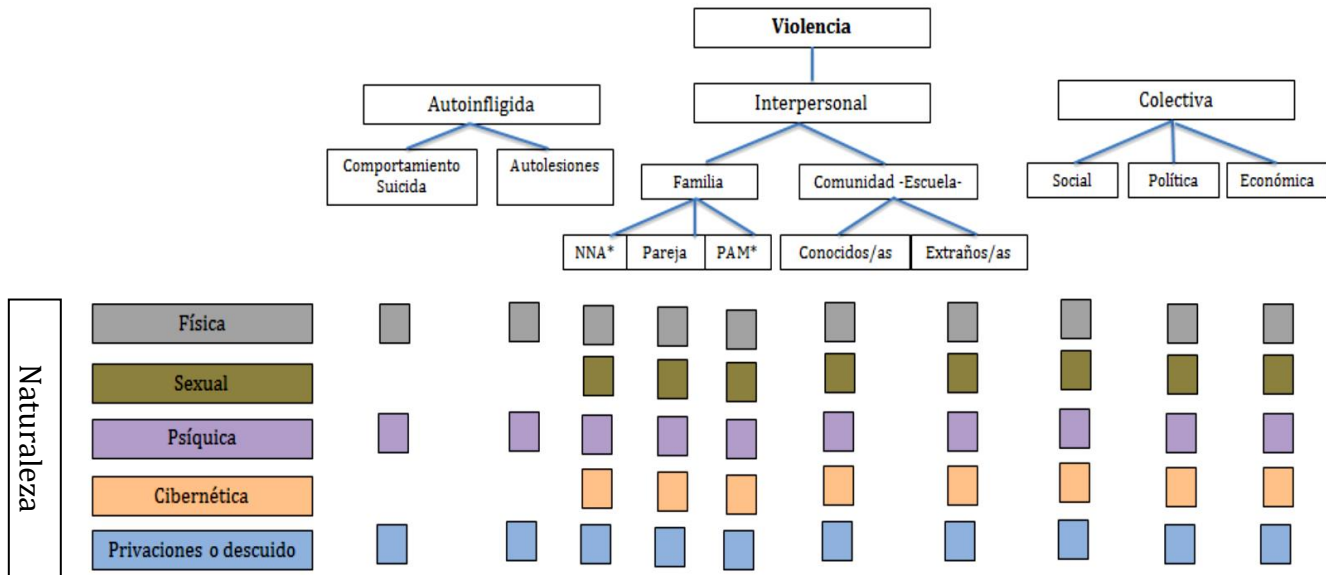 Violencia
Autoinfligida
Interpersonal
Colectiva
Comportamiento
Suicida
Autolesiones
Familia
Comunidad -Escuela-
Social
Política
Económica
NNA*
Pareja
PAM*
Conocidos/as
Extraños/as
Naturaleza
Física
Sexual
Psíquica
Cibernética
Privaciones o descuido